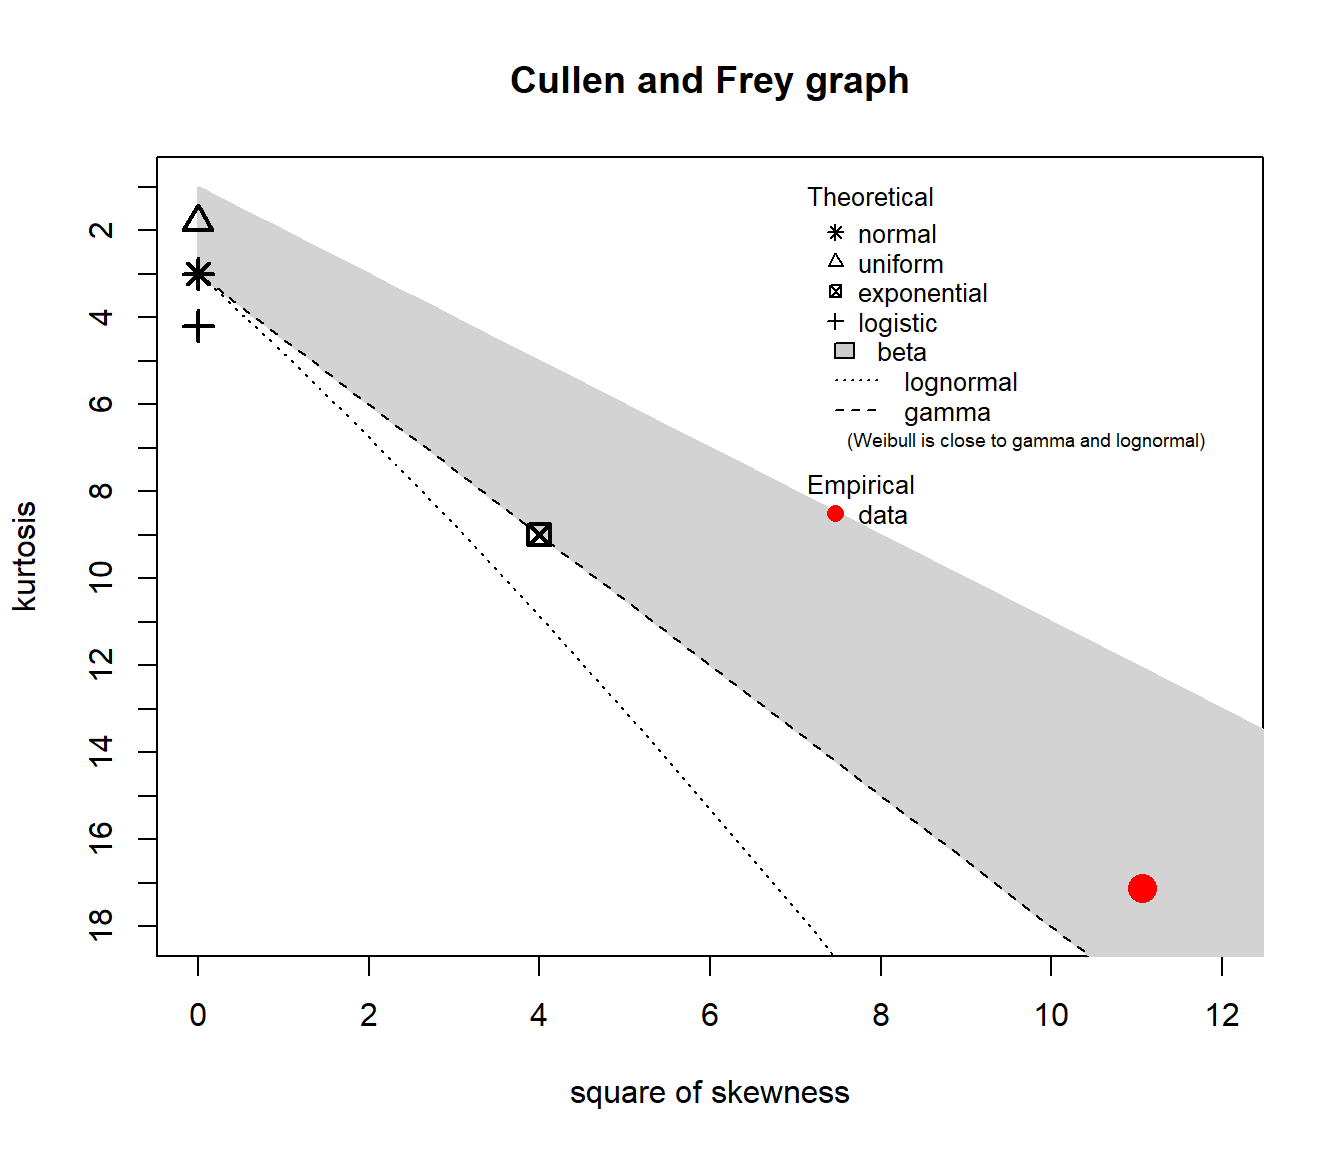 Cullen and Frey graph
Theoretical
normal
uniform
exponential
logistic
beta
lognormal
gamma
(Weibull is close to gamma and lognormal)
Empirical
data
kurtosis
2
4
6
8
10
12
14
16
18
0 2 4 6 8 10 12
square of skewness